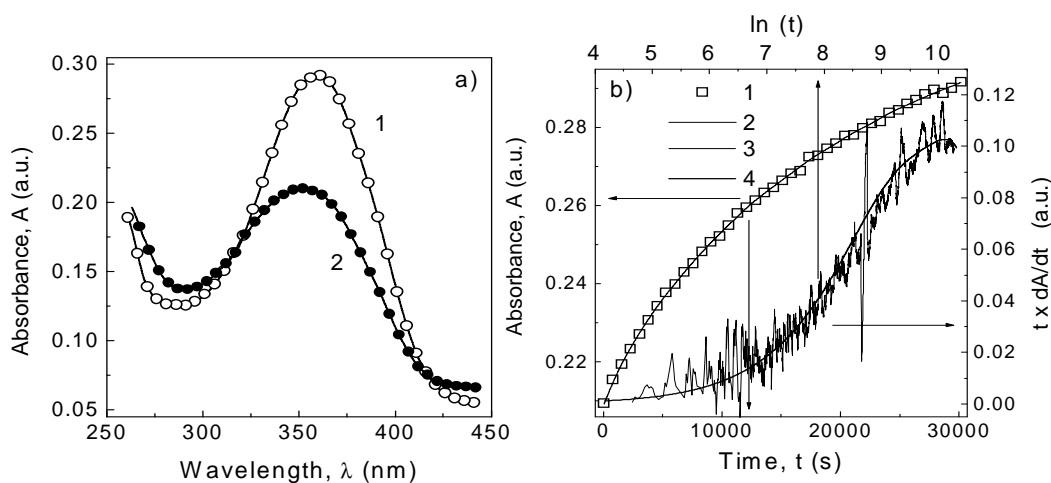 a)
0.30
0.25
0.20
0.15
0.10
0.05
250 300 350 400 450
Absorbance, A (a.u.)
Wavelength, λ (nm)
1
2
b)
ln (t)
4 5 6 7 8 9 10
0.28
0.26
0.24
0.22
Absorbance, A (a.u.)
1
2
3
4
0.12
0.10
0.08
0.06
0.04
0.02
0.00
t x dA/dt (a.u.)
0 10000 20000 30000
Time, t (s)